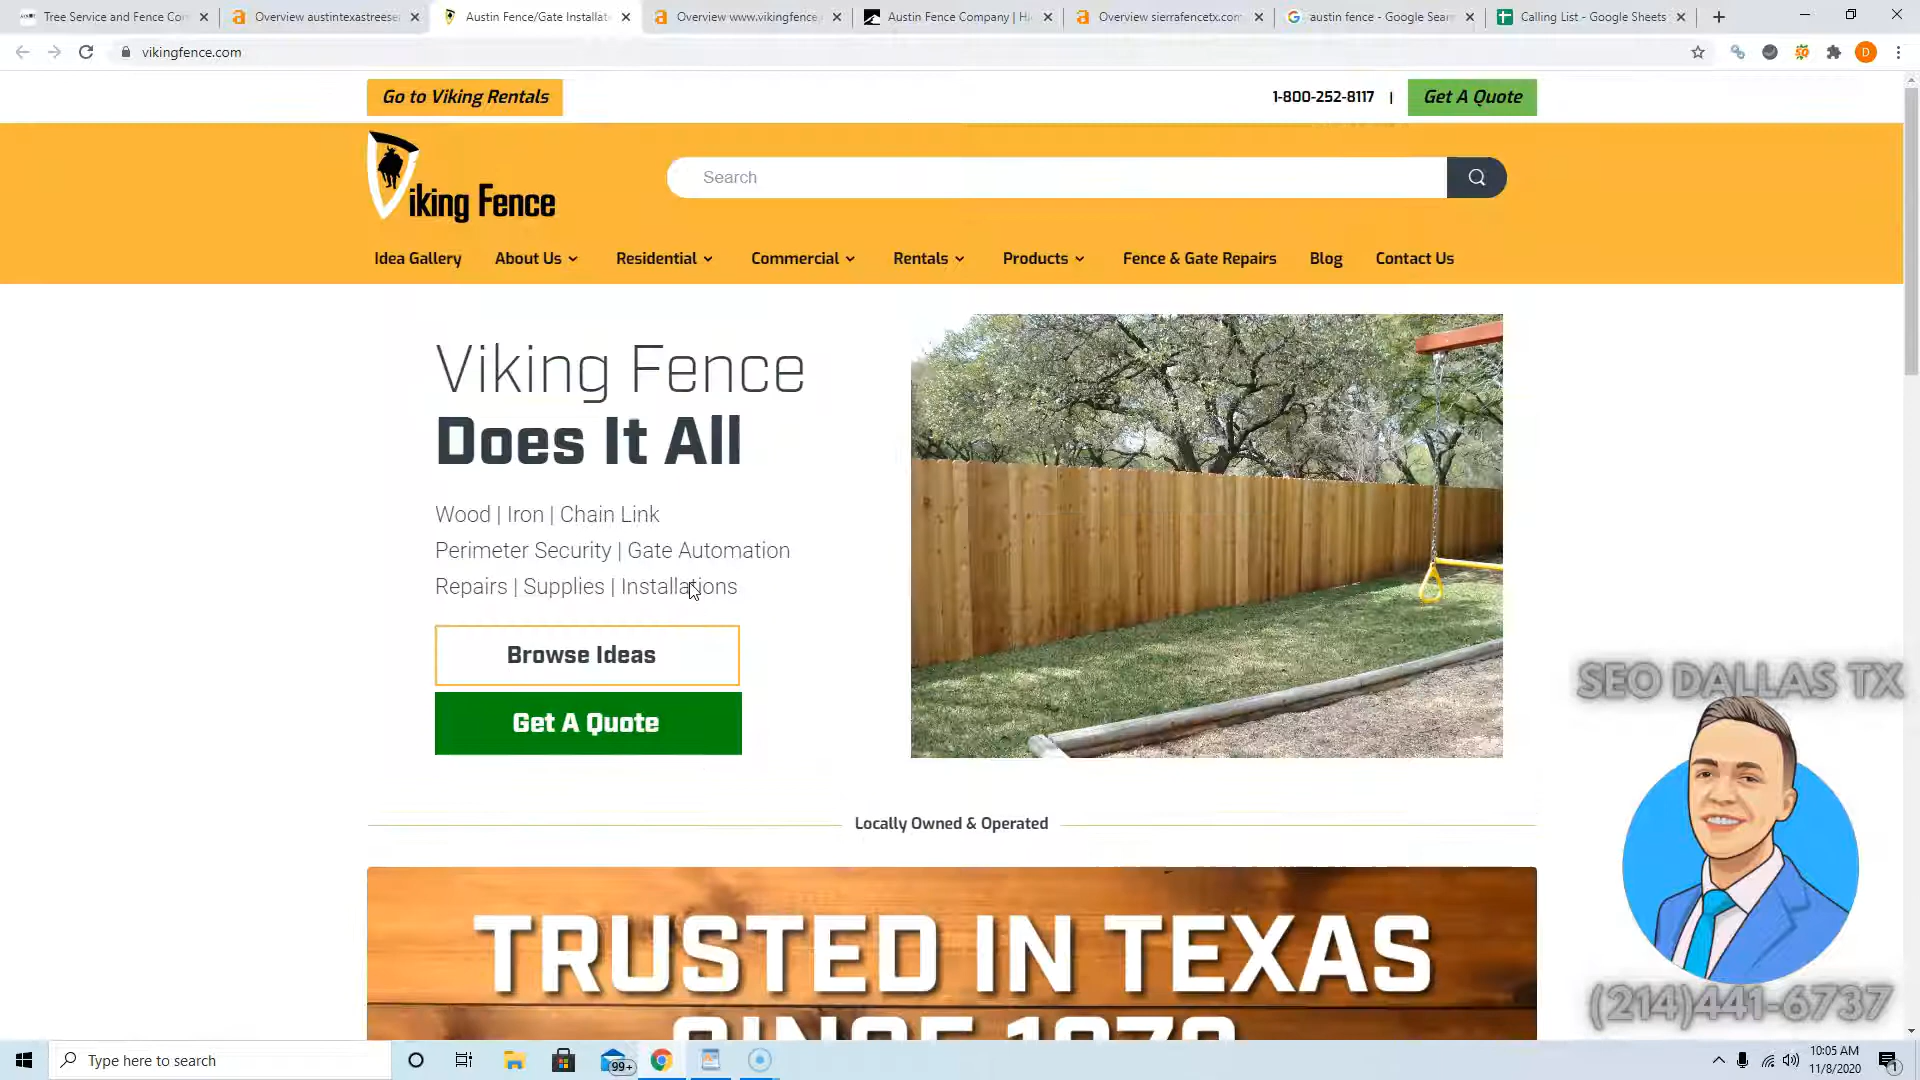 Tree Service and Fence Con
Overview austintexastreeser
Austin Fence/Gate Installat
Overview www.vikingfence.
Austin Fence Company | H
Overview sierrafencetx.com
austin fence - Google Sear
Calling List - Google Sheets
vikingfence.com
D
Go to Viking Rentals
1-800-252-8117 |
Get A Quote
Viking Fence
Search
Idea Gallery
About Us
Residential
Commercial
Rentals
Products
Fence & Gate Repairs
Blog
Contact Us
Viking Fence
Does It All
Wood | Iron | Chain Link
Perimeter Security | Gate Automation
Repairs | Supplies | Installations
Browse Ideas
Get A Quote
Locally Owned & Operated
TRUSTED IN TEXAS
SINCE 1972
SEO DALLAS TX
(214)441-6737
Type here to search
99+
10:05 AM
11/8/2020
1